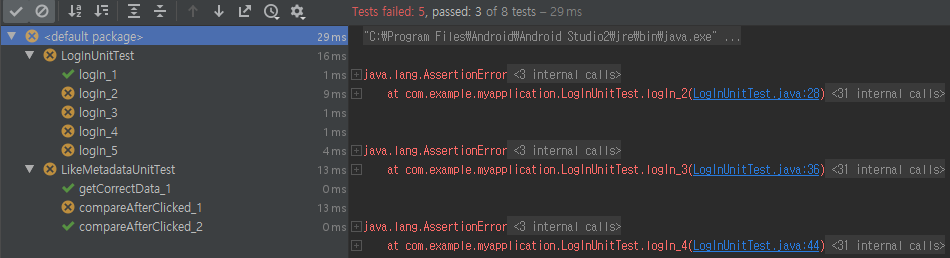 Tests failed: 5, passed: 3 of 8 tests – 29 ms
<default package> 29 ms
LogInUnitTest 16 ms
logIn_1 1 ms
logIn_2 9 ms
logIn_3 1 ms
logIn_4 1 ms
logIn_5 4 ms
LikeMetadataUnitTest 13 ms
getCorrectData_1 0 ms
compareAfterClicked_1 13 ms
compareAfterClicked_2 0 ms
"C:₩Program Files₩Android₩Android Studio2₩jre₩bin₩java.exe" ...
java.lang.AssertionError <3 internal calls>
at com.example.myapplication.LogInUnitTest.logIn_2(LogInUnitTest.java:28) <31 internal calls>
java.lang.AssertionError <3 internal calls>
at com.example.myapplication.LogInUnitTest.logIn_3(LogInUnitTest.java:36) <31 internal calls>
java.lang.AssertionError <3 internal calls>
at com.example.myapplication.LogInUnitTest.logIn_4(LogInUnitTest.java:44) <31 internal calls>